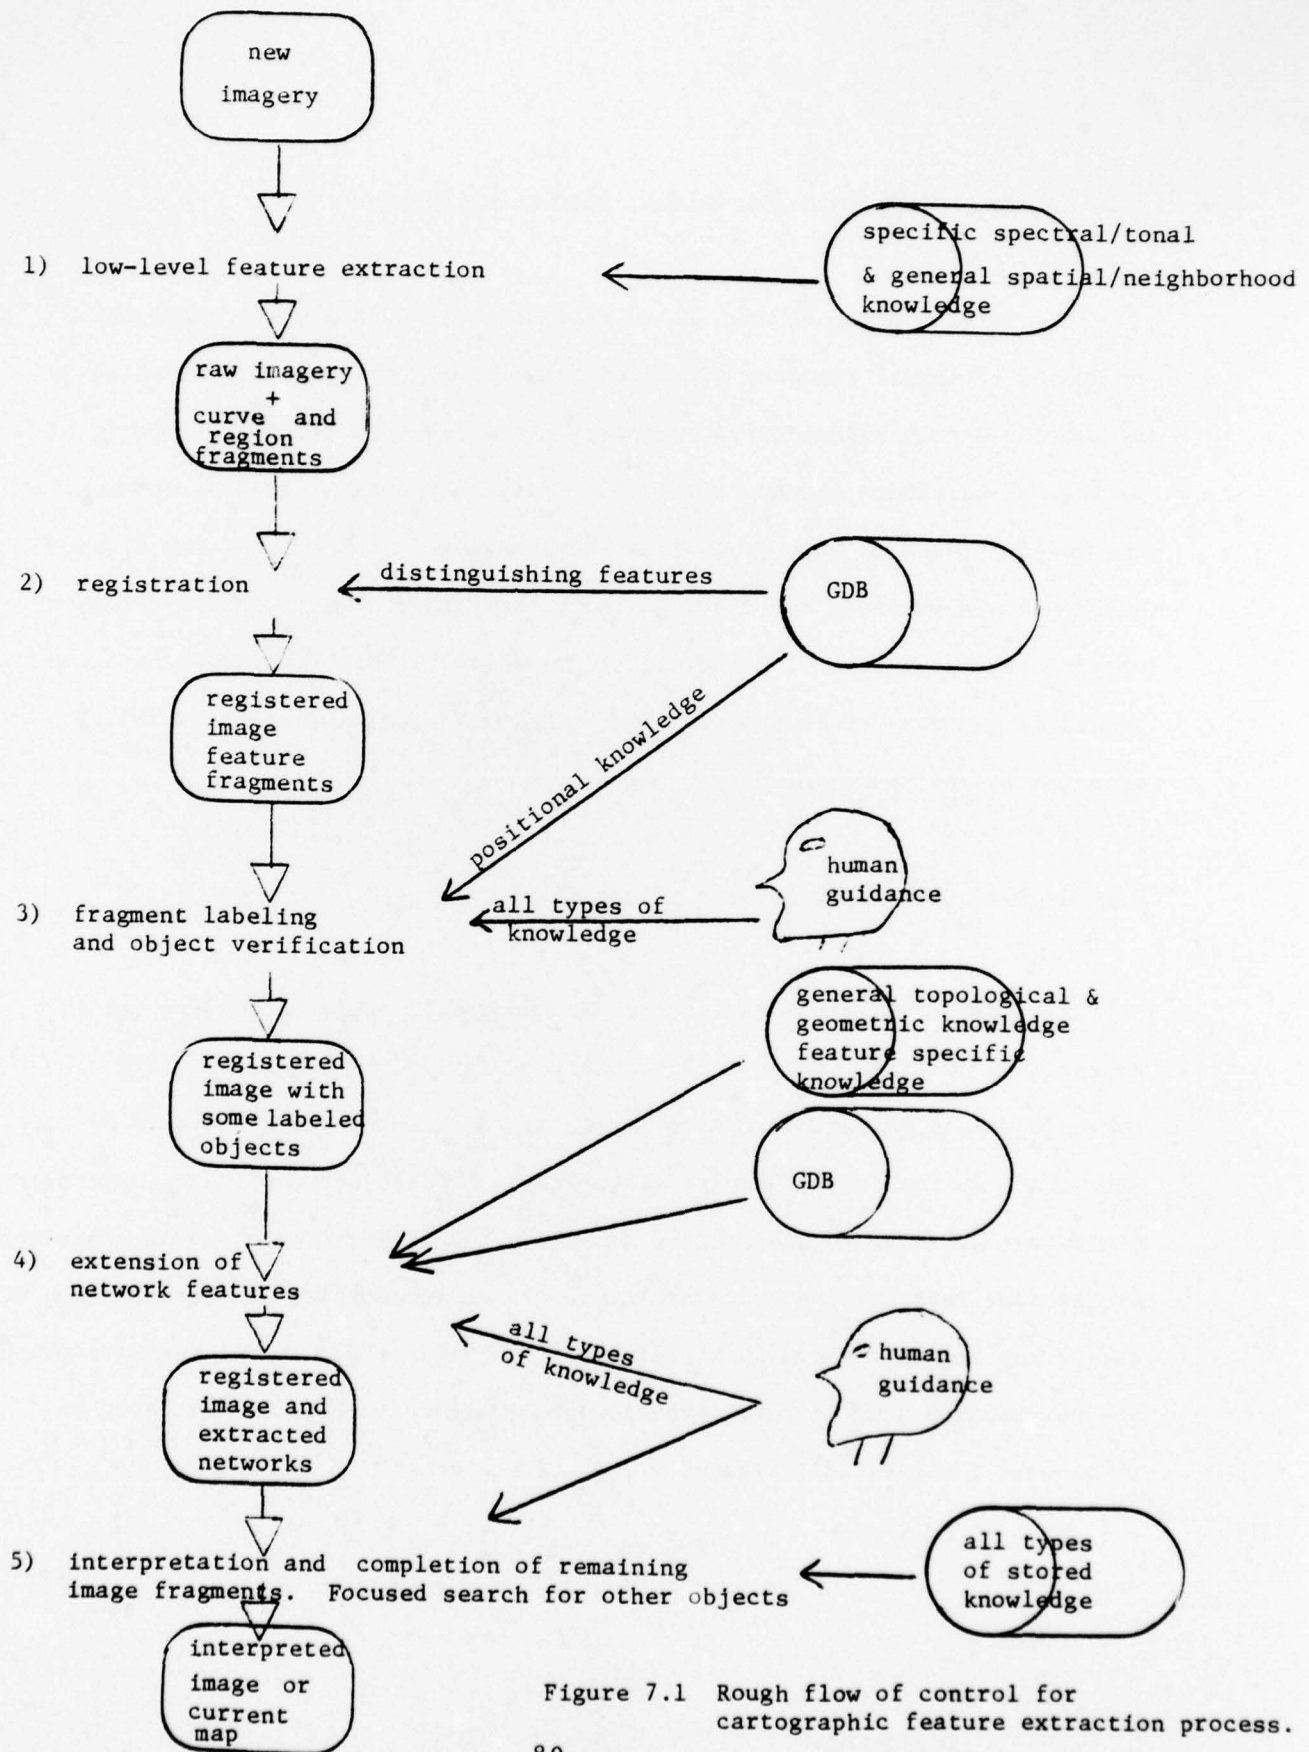 new
imagery
specific spectral/tonal
& general spatial/neighborhood
knowledge
1) low-level feature extraction
raw imagery
+
curve and
region
fragments
distinguishing features
GDB
2) registration
registered
image
feature
fragments
positional knowledge
human
guidance
all types of
knowledge
3) fragment labeling
and object verification
general topological &
geometric knowledge
feature specific
knowledge
registered
image with
some labeled
objects
GDB
4) extension of
network features
all types
of knowledge
human
guidance
registered
image and
extracted
networks
all types
of stored
knowledge
5) interpretation and completion of remaining
image fragments. Focused search for other objects
interpreted
image or
current
map
Figure 7.1 Rough flow of control for
cartographic feature extraction process.